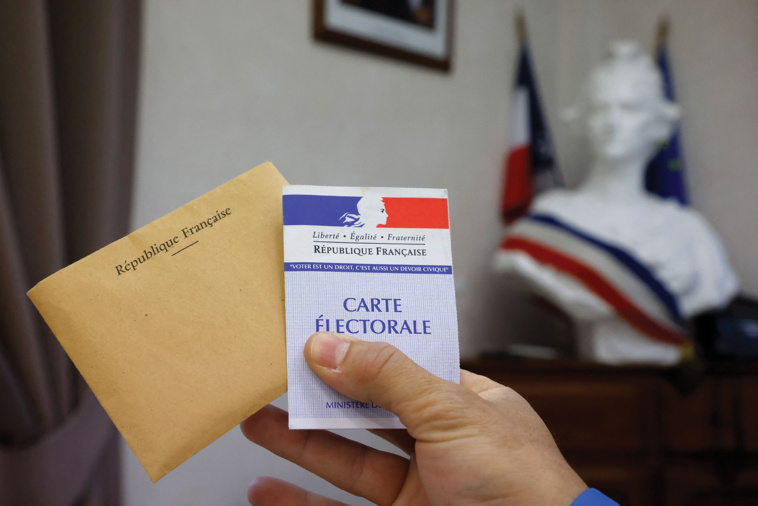 République Française
Liberté • Égalité • Fraternité
RÉPUBLIQUE FRANÇAISE
"VOTER EST UN DROIT, C'EST AUSSI UN DEVOIR CIVIQUE"
CARTE
ÉLECTORALE
MINISTÈRE